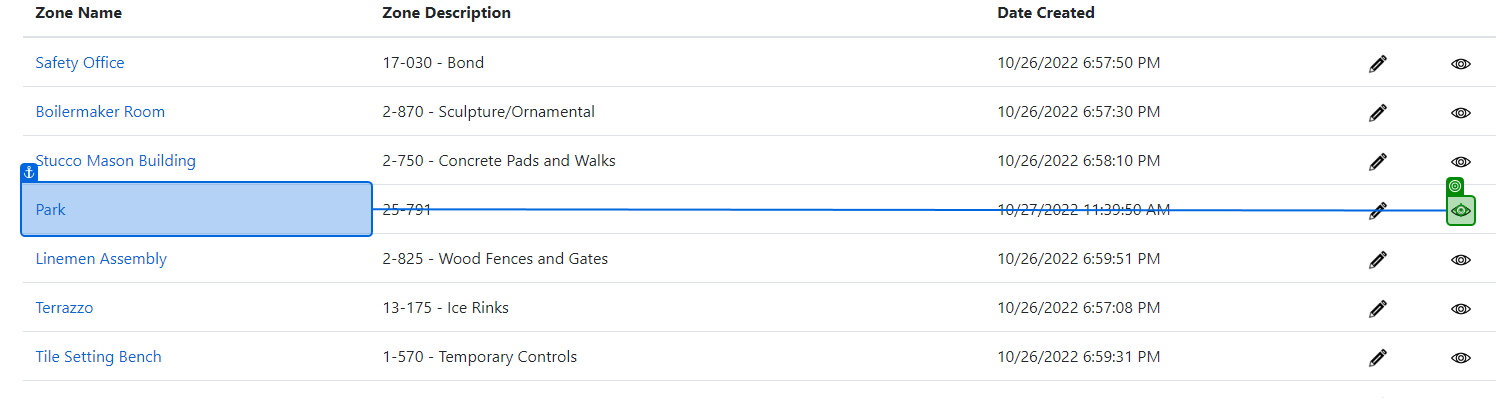 Zone Name Zone Description Date Created
Safety Office 17-030 - Bond 10/26/2022 6:57:50 PM
Boilermaker Room 2-870 - Sculpture/Ornamental 10/26/2022 6:57:30 PM
Stucco Mason Building 2-750 - Concrete Pads and Walks 10/26/2022 6:58:10 PM
Park 25-791 10/27/2022 11:39:50 AM
Linemen Assembly 2-825 - Wood Fences and Gates 10/26/2022 6:59:51 PM
Terrazzo 13-175 - Ice Rinks 10/26/2022 6:57:08 PM
Tile Setting Bench 1-570 - Temporary Controls 10/26/2022 6:59:31 PM